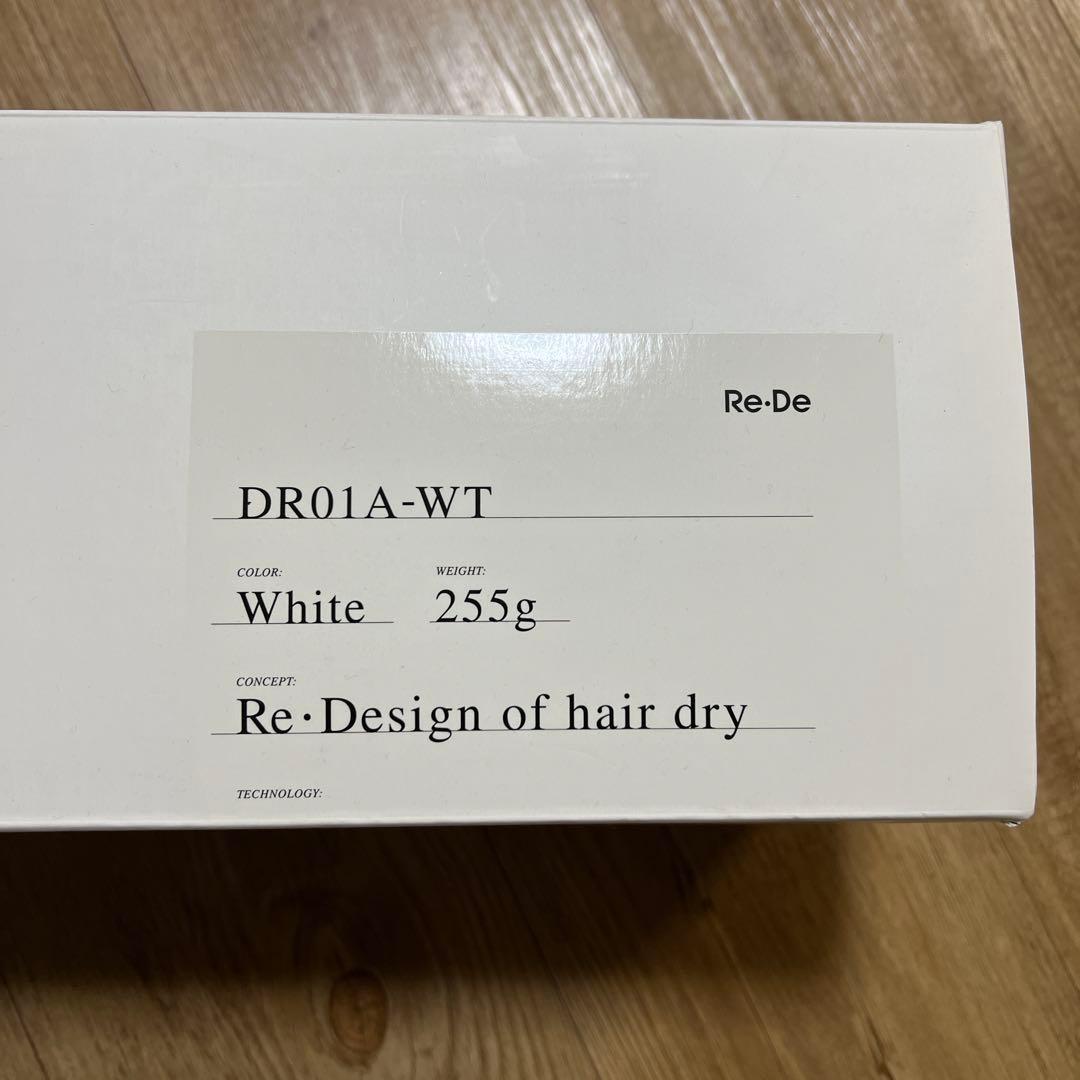 Re·De
DR01A-WT
COLOR: WEIGHT:
White 255g
CONCEPT:
Re·Design of hair dry
TECHNOLOGY: